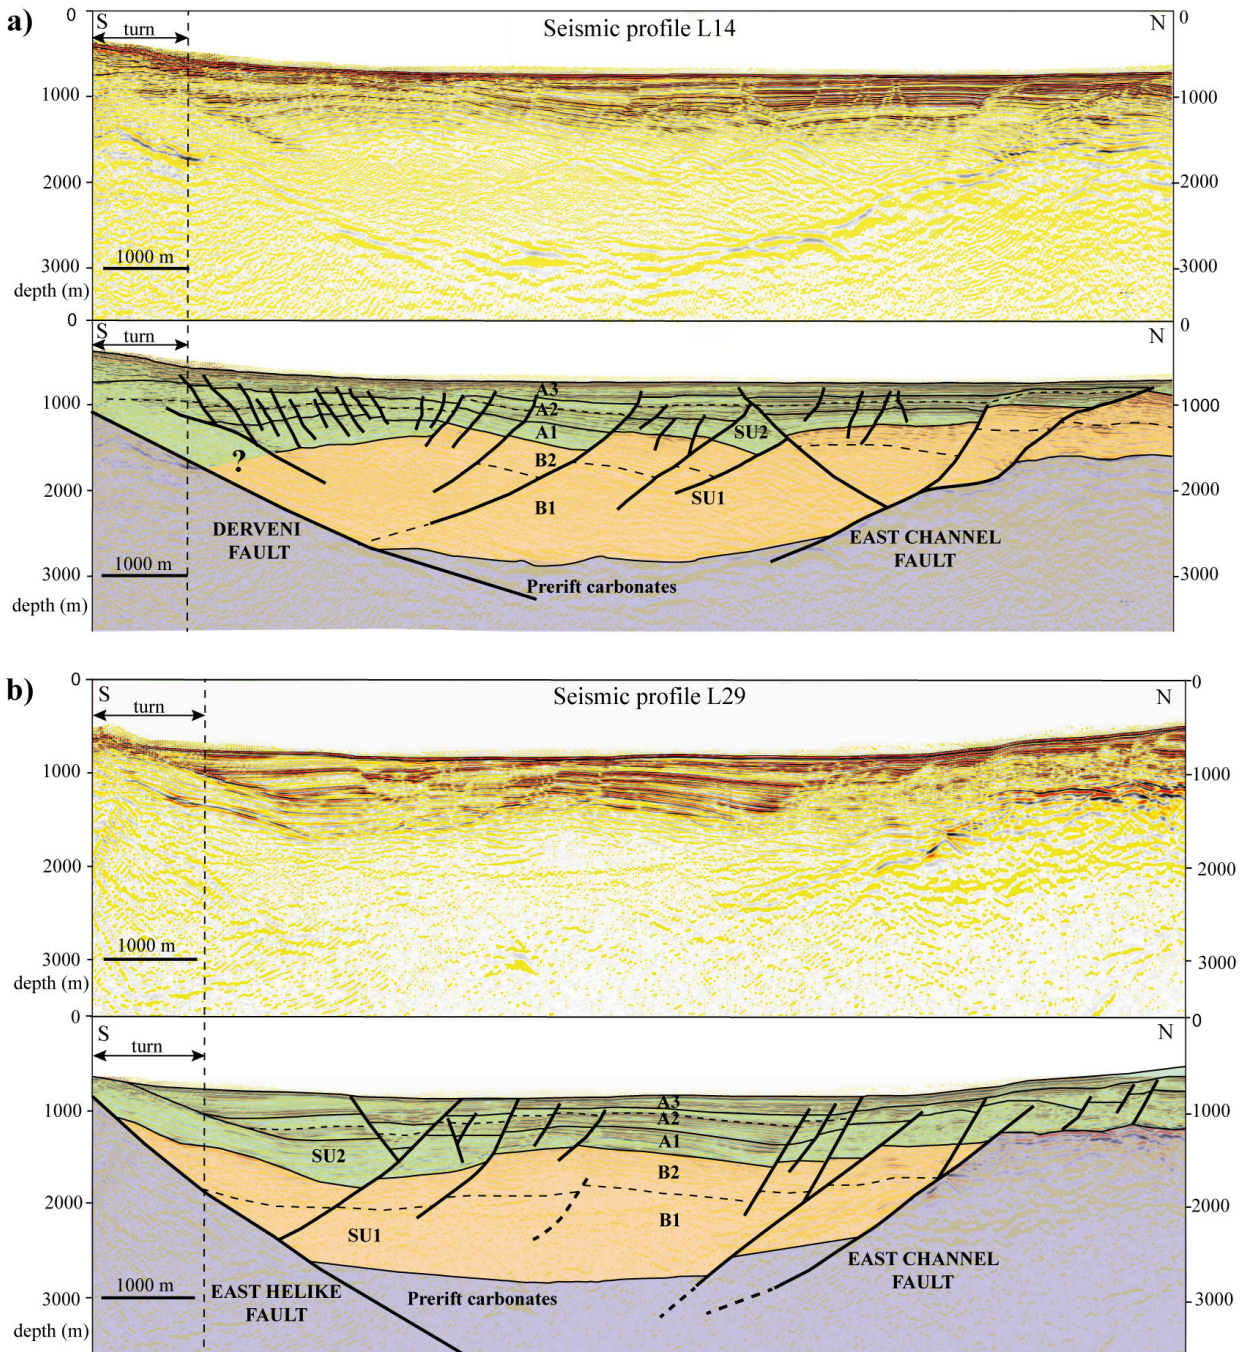 a)
Seismic profile L14
S
N
turn
0
1000
2000
3000
depth (m)
1000 m
0
1000
2000
3000
S
N
turn
0
1000
2000
3000
depth (m)
1000 m
0
1000
2000
3000
A3
A2
A1
SU2
B2
SU1
B1
?
DERVENI
FAULT
EAST CHANNEL
FAULT
Prerift carbonates
b)
Seismic profile L29
S
N
turn
0
1000
2000
3000
depth (m)
1000 m
0
1000
2000
3000
S
N
turn
0
1000
2000
3000
depth (m)
1000 m
0
1000
2000
3000
A3
A2
A1
SU2
B2
B1
SU1
EAST HELIKE
FAULT
EAST CHANNEL
FAULT
Prerift carbonates